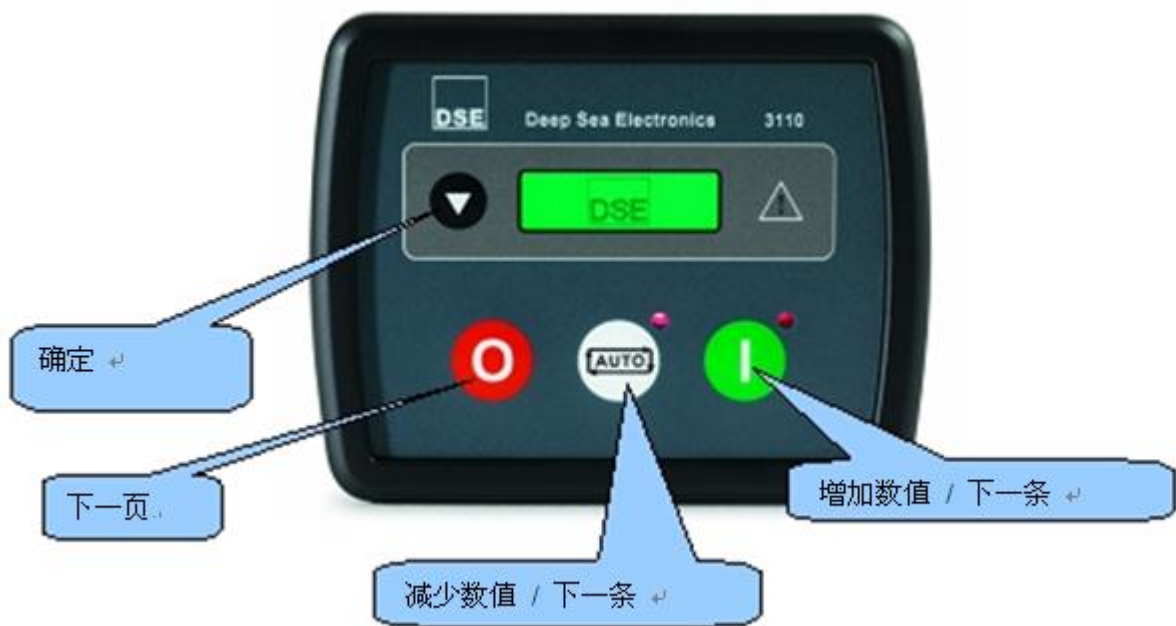 DSE Deep Sea Electronics 3110
DSE
确定
O AUTO I
下一页
增加数值 / 下一条
减少数值 / 下一条